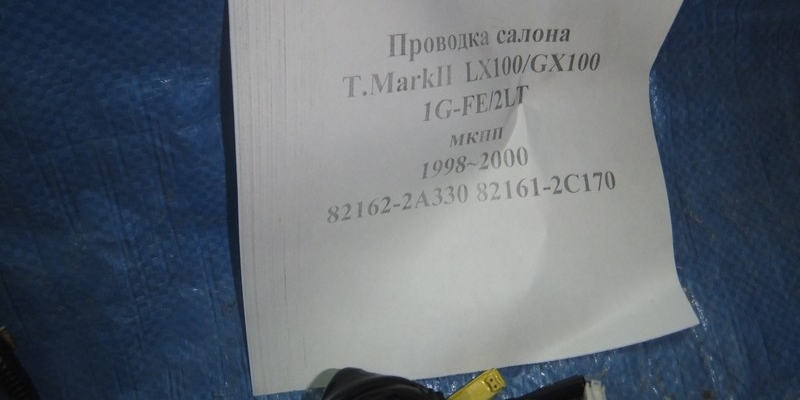 Проводка салона
T.MarkII LX100/GX100
1G-FE/2LT
мкпп
1998~2000
82162-2A330 82161-2C170